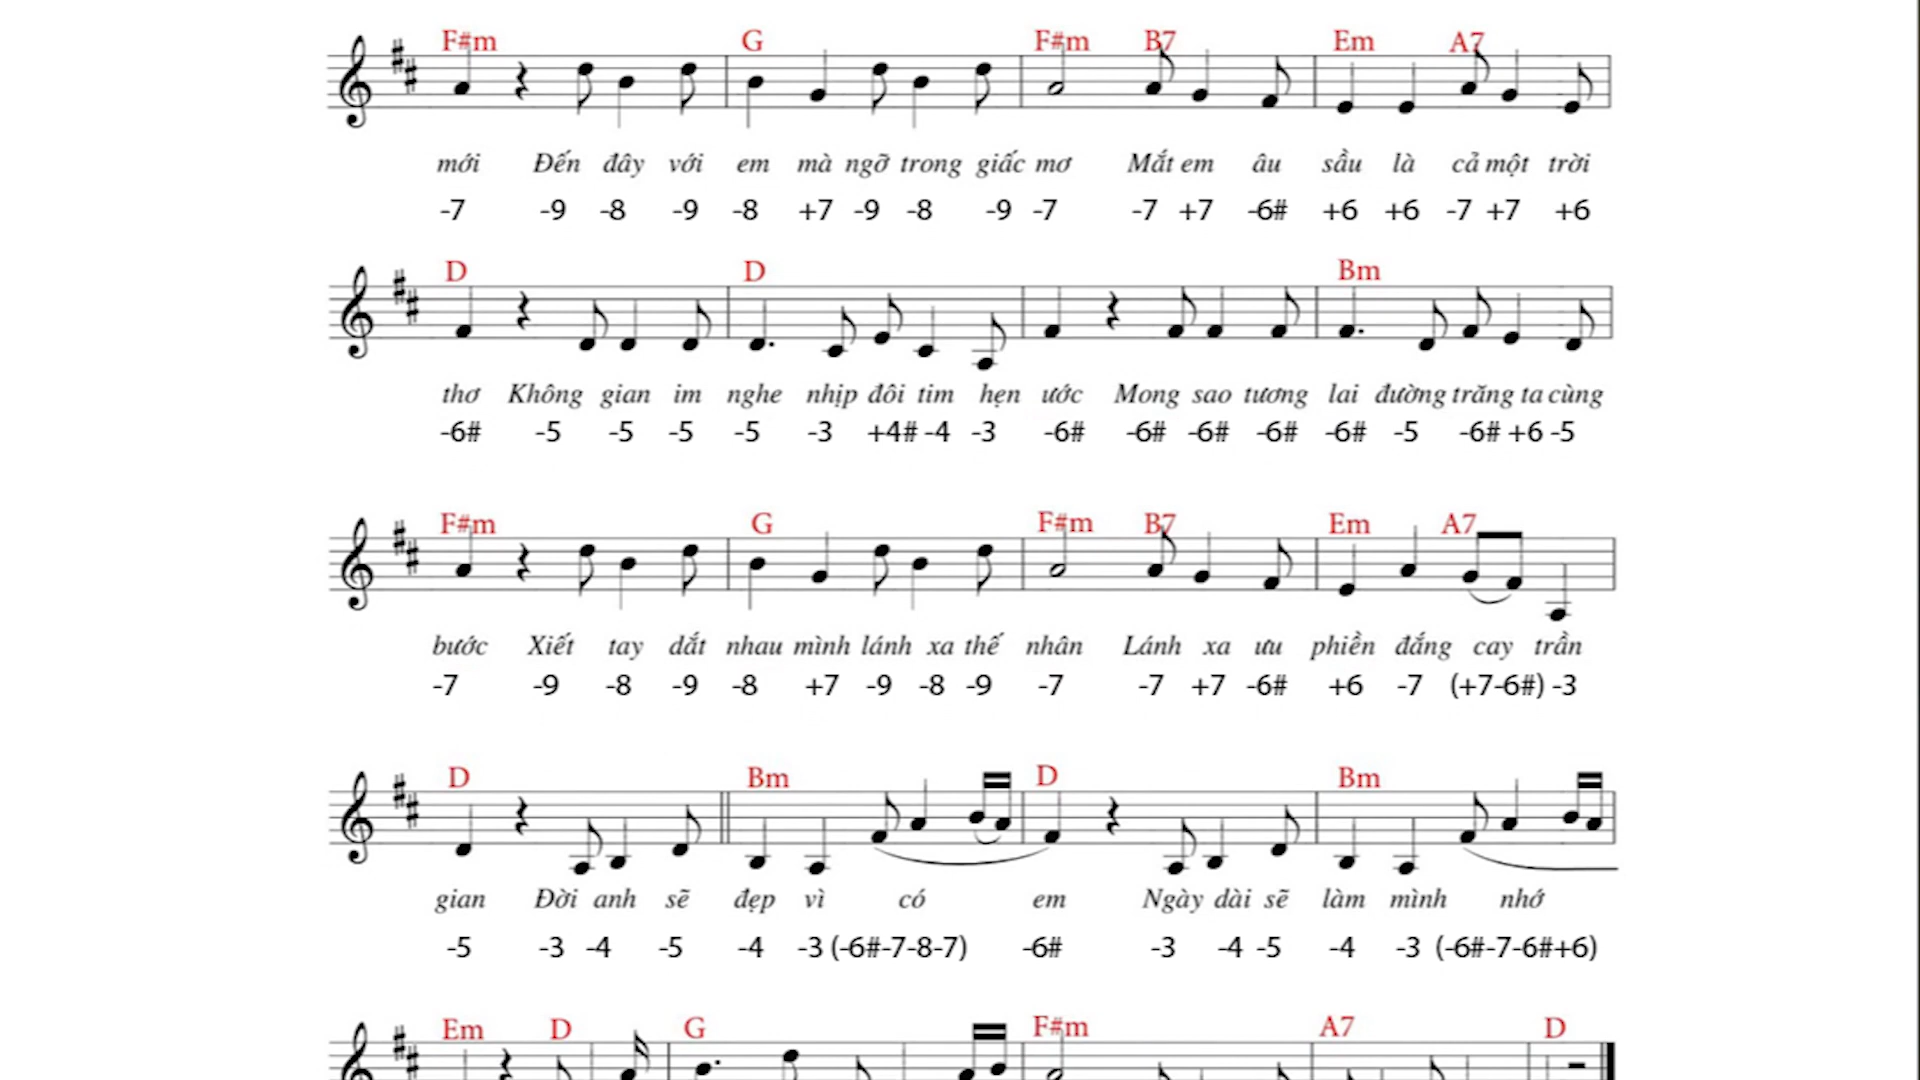 F#m G F#m B7 Em A7
mới Đến đây với em mà ngỡ trong giấc mơ Mắt em âu sầu là cả một trời
-7 -9 -8 -9 -8 +7 -9 -8 -9 -7 -7 +7 -6# +6 +6 -7 +7 +6
D D Bm
thơ Không gian im nghe nhịp đôi tim hẹn ước Mong sao tương lai đường trăng ta cùng
-6# -5 -5 -5 -5 -3 +4# -4 -3 -6# -6# -6# -6# -6# -5 -6# +6 -5
F#m G F#m B7 Em A7
bước Xiết tay dắt nhau mình lánh xa thế nhân Lánh xa ưu phiền đắng cay trần
-7 -9 -8 -9 -8 +7 -9 -8 -9 -7 -7 +7 -6# +6 -7 (+7-6#) -3
D Bm D Bm
gian Đời anh sẽ đẹp vì có em Ngày dài sẽ làm mình nhớ
-5 -3 -4 -5 -4 -3 (-6#-7-8-7) -6# -3 -4 -5 -4 -3 (-6#-7-6#+6)
Em D G F#m A7 D